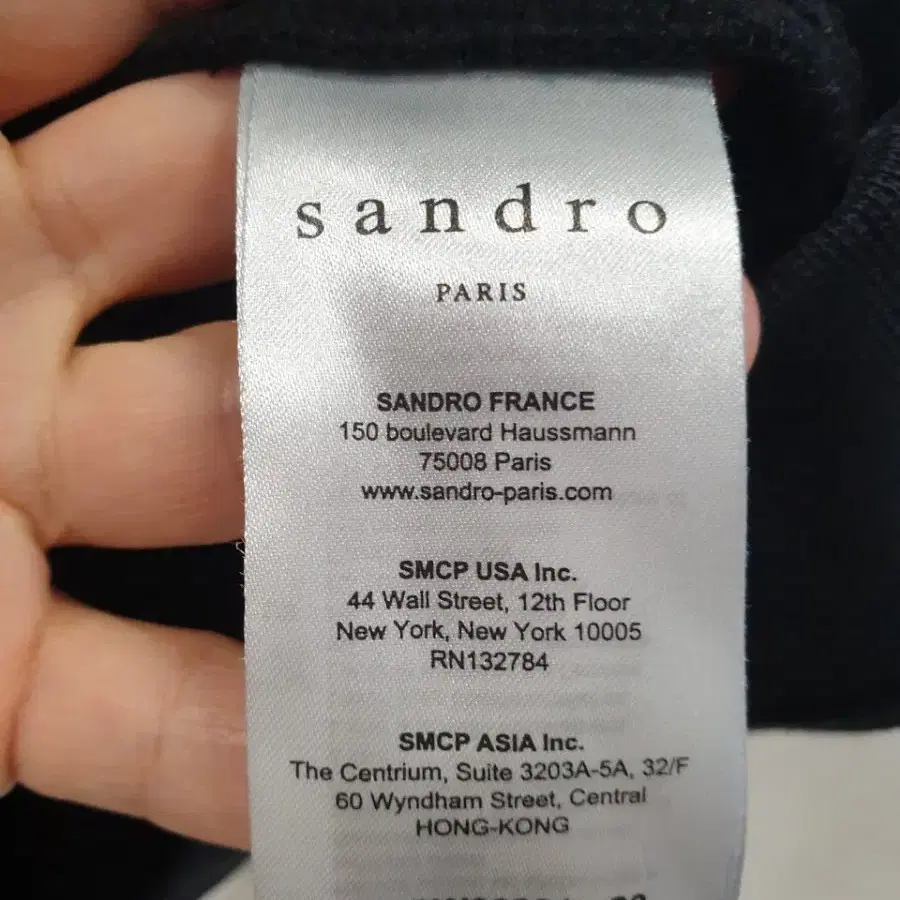 sandro
PARIS
SANDRO FRANCE
150 boulevard Haussmann
75008 Paris
www.sandro-paris.com
SMCP USA Inc.
44 Wall Street, 12th Floor
New York, New York 10005
RN132784
SMCP ASIA Inc.
The Centrium, Suite 3203A-5A, 32/F
60 Wyndham Street, Central
HONG-KONG